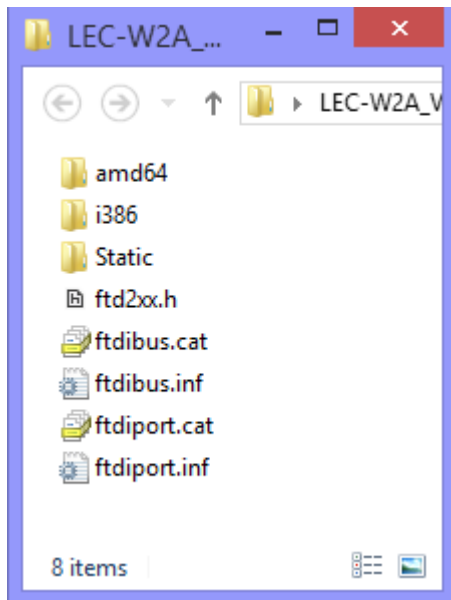 LEC-W2A_...
LEC-W2A_V
amd64
i386
Static
ftd2xx.h
ftdibus.cat
ftdibus.inf
ftdiport.cat
ftdiport.inf
8 items